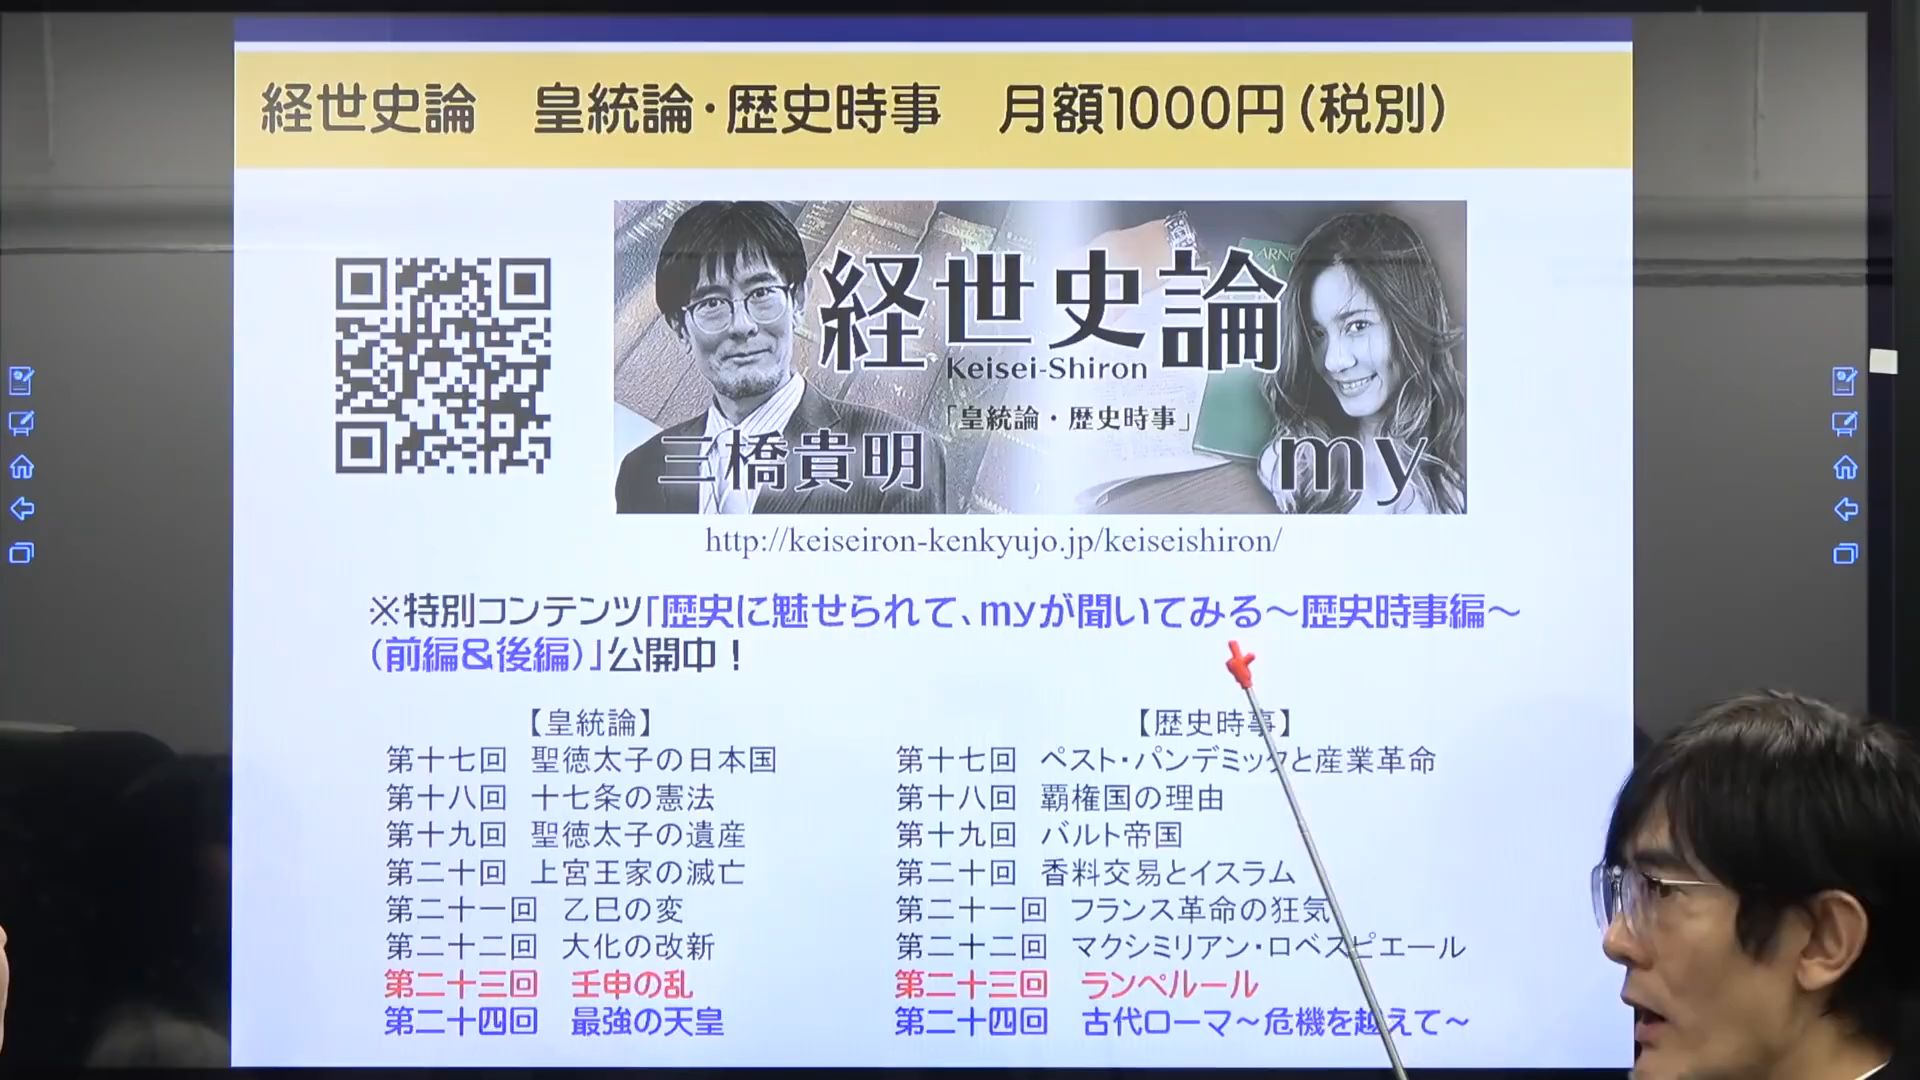 経世史論　皇統論・歴史時事　月額1000円（税別）
経世史論
Keisei-Shiron
「皇統論・歴史時事」
三橋貴明
my
http://keiseiron-kenkyujo.jp/keiseishiron/
※特別コンテンツ「歴史に魅せられて、myが聞いてみる～歴史時事編～
（前編＆後編）」公開中！
【皇統論】
第十七回　聖徳太子の日本国
第十八回　十七条の憲法
第十九回　聖徳太子の遺産
第二十回　上宮王家の滅亡
第二十一回　乙巳の変
第二十二回　大化の改新
第二十三回　壬申の乱
第二十四回　最強の天皇
【歴史時事】
第十七回　ペスト・パンデミックと産業革命
第十八回　覇権国の理由
第十九回　バルト帝国
第二十回　香料交易とイスラム
第二十一回　フランス革命の狂気
第二十二回　マクシミリアン・ロベスピエール
第二十三回　ランペルール
第二十四回　古代ローマ～危機を越えて～